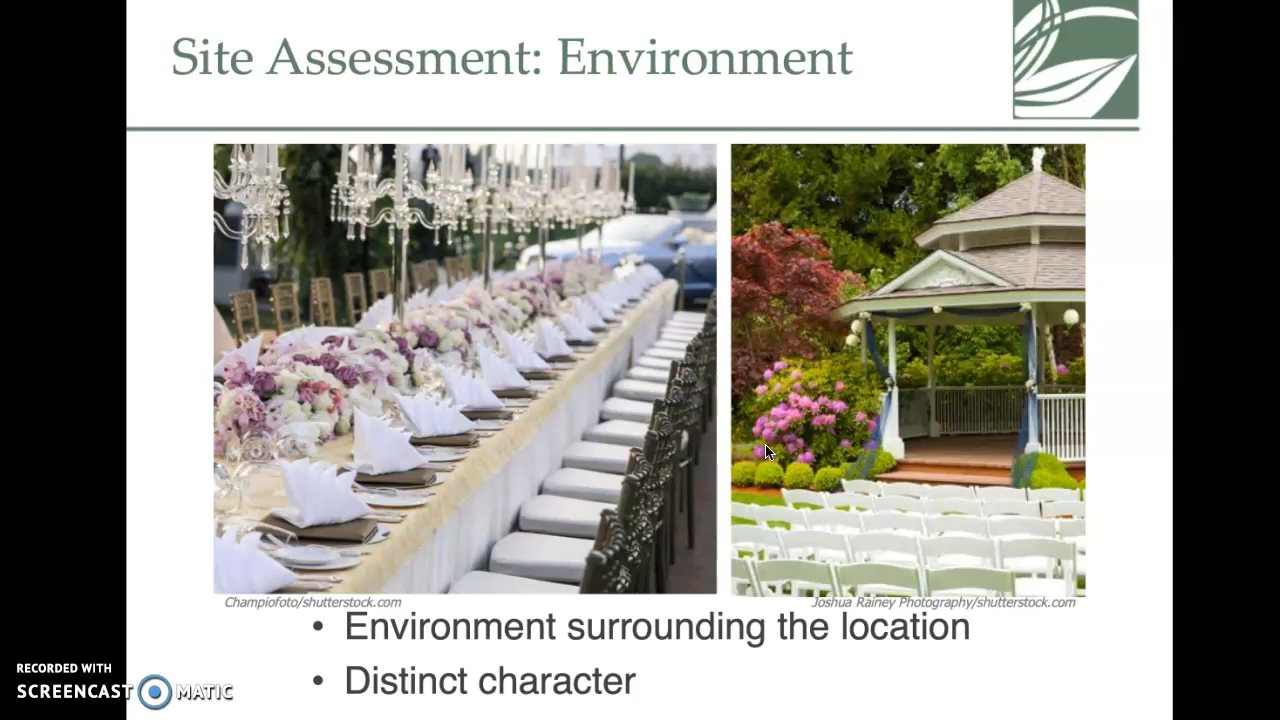 Site Assessment: Environment
Champiofoto/shutterstock.com
Joshua Rainey Photography/shutterstock.com
• Environment surrounding the location
• Distinct character
RECORDED WITH
SCREENCAST MATIC